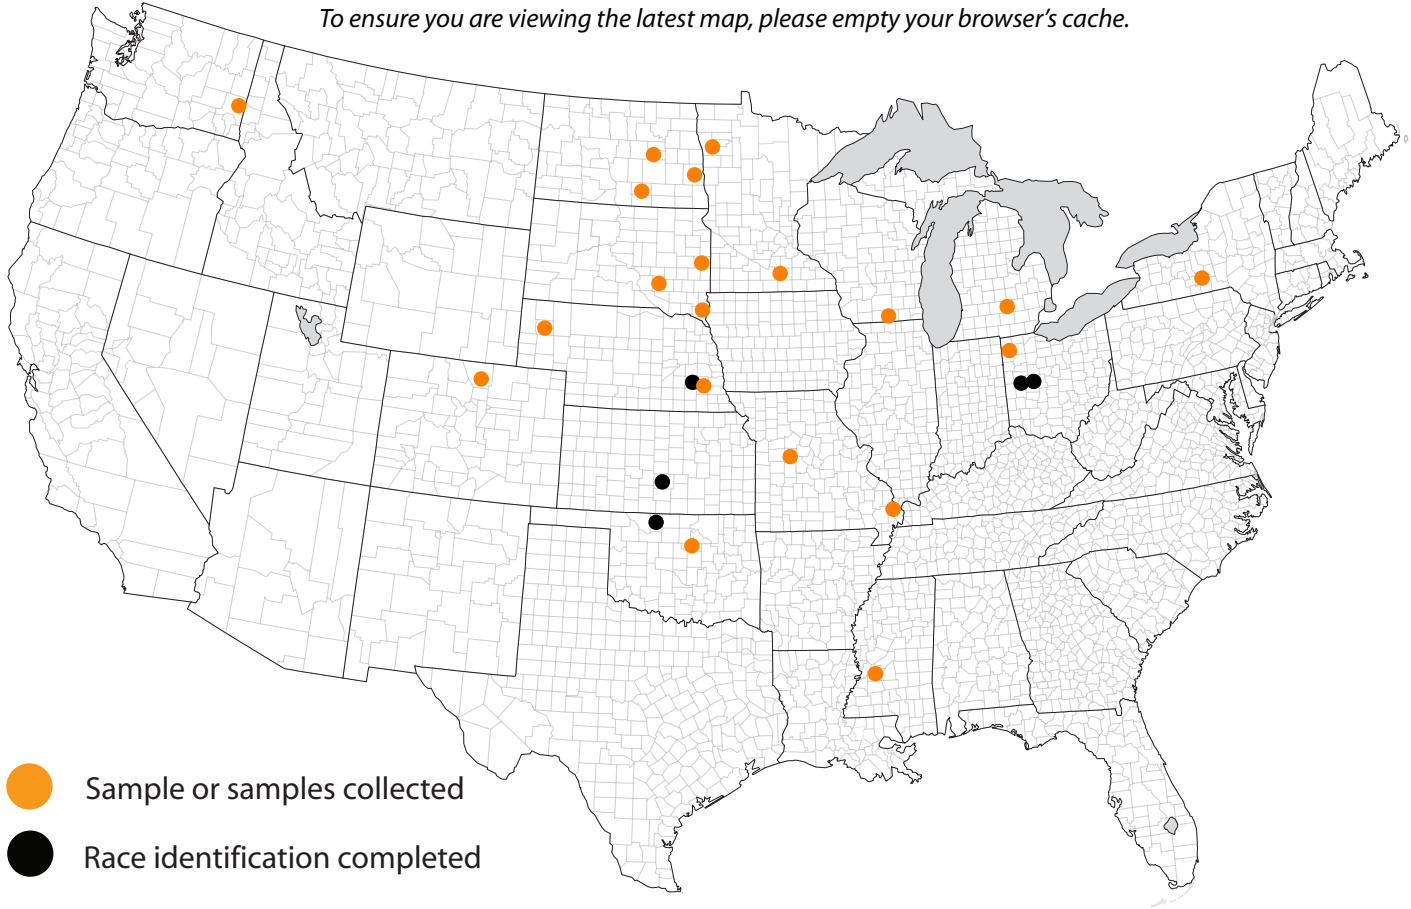 To ensure you are viewing the latest map, please empty your browser’s cache.
Sample or samples collected
Race identification completed